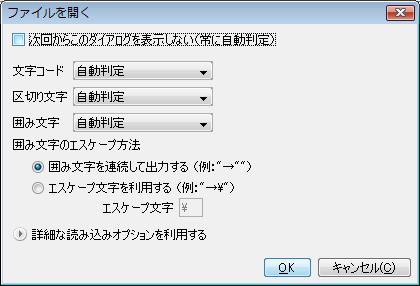 ファイルを開く
次回からこのダイアログを表示しない(常に自動判定)
文字コード 自動判定
区切り文字 自動判定
囲み文字 自動判定
囲み文字のエスケープ方法
囲み文字を連続して出力する (例:"→"")
エスケープ文字を利用する (例:"→¥")
エスケープ文字 ¥
詳細な読み込みオプションを利用する
OK キャンセル(C)